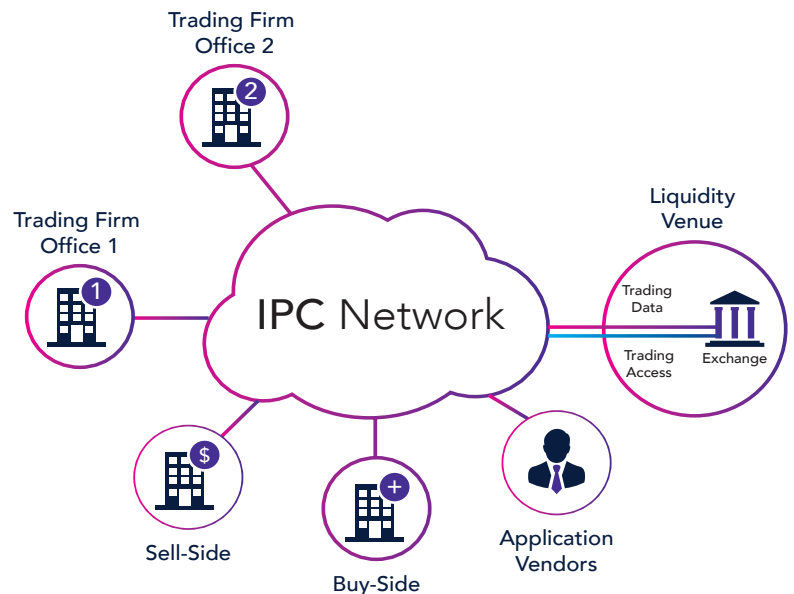 Trading Firm
Office 2
2
Trading Firm
Office 1
1
Liquidity
Venue
IPC Network
Trading
Data
Trading
Access
Exchange
$
Sell-Side
+
Buy-Side
Application
Vendors